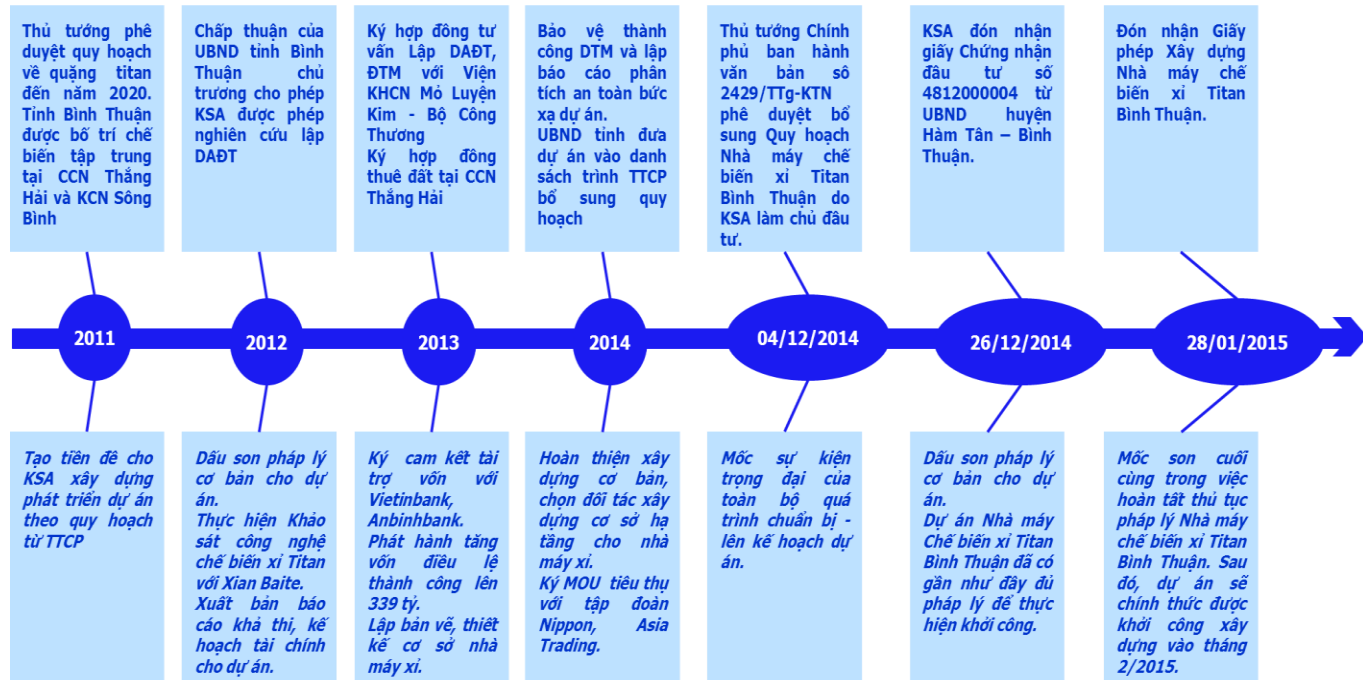 Thủ tướng phê
duyệt quy hoạch
về quặng titan
đến năm 2020.
Tỉnh Bình Thuận
được bố trí chế
biến tập trung
tại CCN Thắng
Hải và KCN Sông
Bình
Chấp thuận của
UBND tỉnh Bình
Thuận chủ
trương cho phép
KSA được phép
nghiên cứu lập
DAĐT
Ký hợp đồng tư
vấn Lập DAĐT,
ĐTM với Viện
KHCN Mỏ Luyện
Kim - Bộ Công
Thương
Ký hợp đồng
thuê đất tại CCN
Thắng Hải
Bảo vệ thành
công DTM và lập
báo cáo phân
tích an toàn bức
xạ dự án.
UBND tỉnh đưa
dự án vào danh
sách trình TTCP
bổ sung quy
hoạch
Thủ tướng Chính
phủ ban hành
văn bản sô
2429/TTg-KTN
phê duyệt bổ
sung Quy hoạch
Nhà máy chế
biến xỉ Titan
Bình Thuận do
KSA làm chủ đầu
tư.
KSA đón nhận
giấy Chứng nhận
đầu tư số
4812000004 từ
UBND huyện
Hàm Tân – Bình
Thuận.
Đón nhận Giấy
phép Xây dựng
Nhà máy chế
biến xỉ Titan
Bình Thuận.
2011
2012
2013
2014
04/12/2014
26/12/2014
28/01/2015
Tạo tiền đề cho
KSA xây dựng
phát triển dự án
theo quy hoạch
từ TTCP
Dấu son pháp lý
cơ bản cho dự
án.
Thực hiện Khảo
sát công nghệ
chế biến xỉ Titan
với Xian Baite.
Xuất bản báo
cáo khả thi, kế
hoạch tài chính
cho dự án.
Ký cam kết tài
trợ vốn với
Vietinbank,
Anbinhbank.
Phát hành tăng
vốn điều lệ
thành công lên
339 tỷ.
Lập bản vẽ, thiết
kế cơ sở nhà
máy xỉ.
Hoàn thiện xây
dựng cơ bản,
chọn đối tác xây
dựng cơ sở hạ
tầng cho nhà
máy xỉ.
Ký MOU tiêu thụ
với tập đoàn
Nippon, Asia
Trading.
Mốc sự kiện
trọng đại của
toàn bộ quá
trình chuẩn bị -
lên kế hoạch dự
án.
Dấu son pháp lý
cơ bản cho dự
án.
Dự án Nhà máy
Chế biến xỉ Titan
Bình Thuận đã có
gần như đầy đủ
pháp lý để thực
hiện khởi công.
Mốc son cuối
cùng trong việc
hoàn tất thủ tục
pháp lý Nhà máy
chế biến xỉ Titan
Bình Thuận. Sau
đó, dự án sẽ
chính thức được
khởi công xây
dựng vào tháng
2/2015.